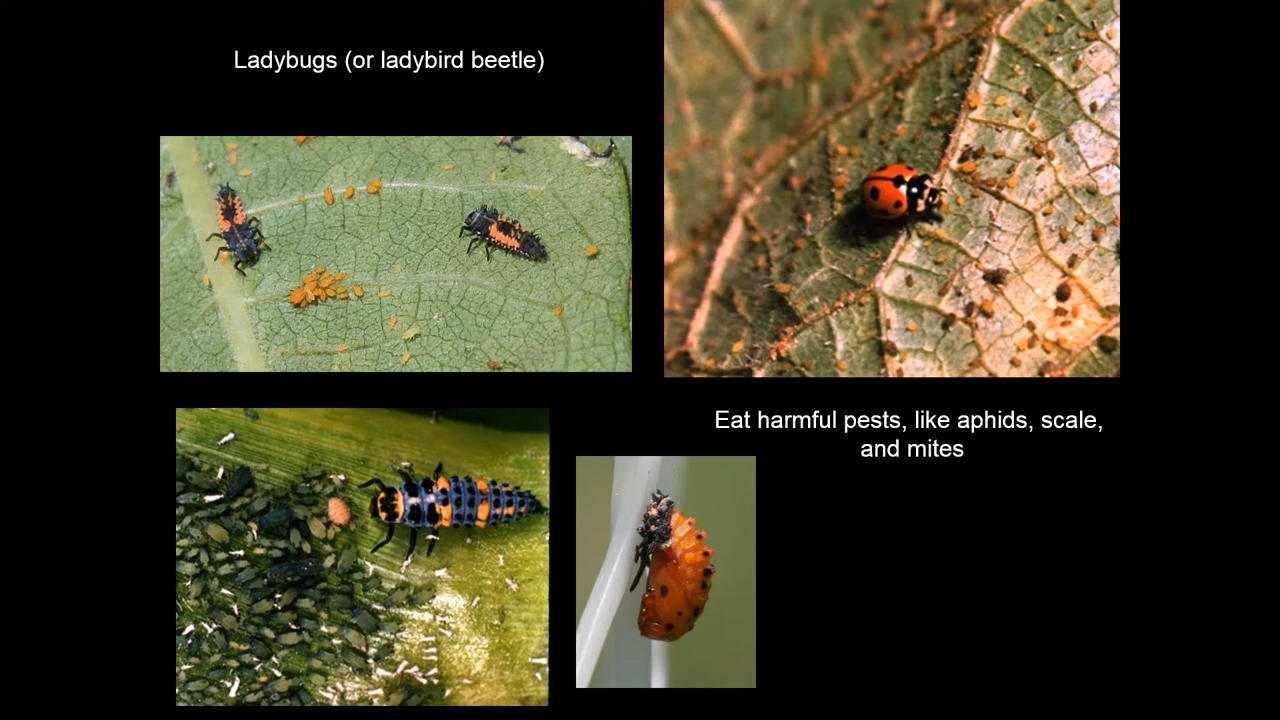 Ladybugs (or ladybird beetle)
Eat harmful pests, like aphids, scale,
and mites